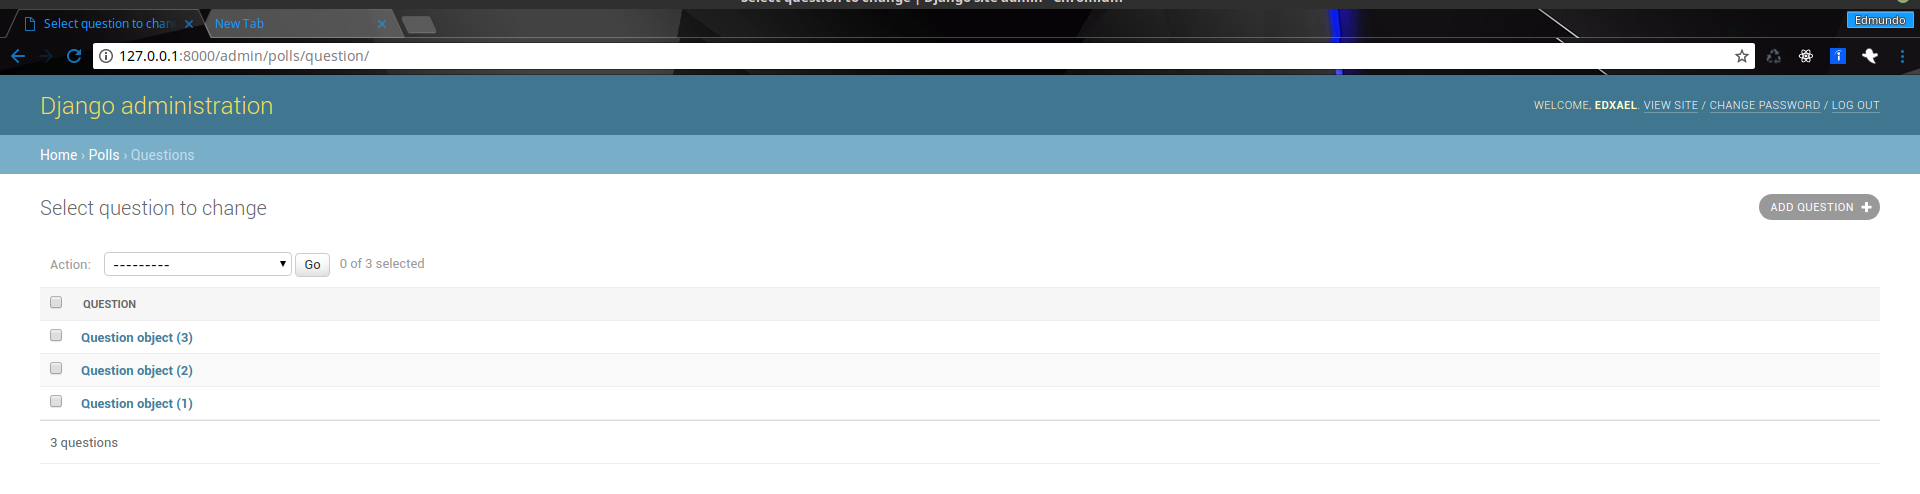 Select question to change | Django site admin - Chromium
Select question to chan
New Tab
Edmundo
127.0.0.1:8000/admin/polls/question/
Django administration
WELCOME, EDXAEL. VIEW SITE / CHANGE PASSWORD / LOG OUT
Home › Polls › Questions
Select question to change
ADD QUESTION +
Action: --------- Go 0 of 3 selected
QUESTION
Question object (3)
Question object (2)
Question object (1)
3 questions